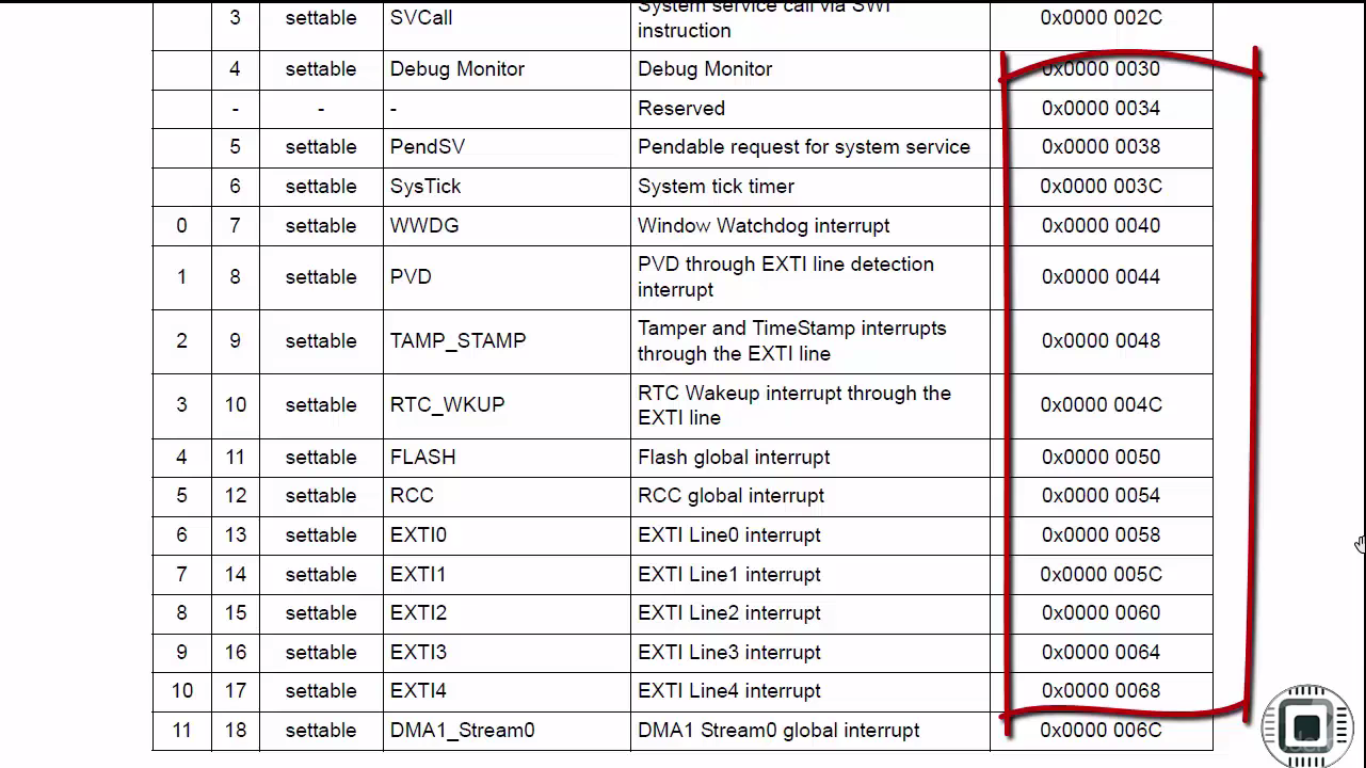 3 settable SVCall System service call via SWI 0x0000 002C
instruction
4 settable Debug Monitor Debug Monitor 0x0000 0030
- - - Reserved 0x0000 0034
5 settable PendSV Pendable request for system service 0x0000 0038
6 settable SysTick System tick timer 0x0000 003C
0 7 settable WWDG Window Watchdog interrupt 0x0000 0040
1 8 settable PVD PVD through EXTI line detection 0x0000 0044
interrupt
2 9 settable TAMP_STAMP Tamper and TimeStamp interrupts 0x0000 0048
through the EXTI line
3 10 settable RTC_WKUP RTC Wakeup interrupt through the 0x0000 004C
EXTI line
4 11 settable FLASH Flash global interrupt 0x0000 0050
5 12 settable RCC RCC global interrupt 0x0000 0054
6 13 settable EXTI0 EXTI Line0 interrupt 0x0000 0058
7 14 settable EXTI1 EXTI Line1 interrupt 0x0000 005C
8 15 settable EXTI2 EXTI Line2 interrupt 0x0000 0060
9 16 settable EXTI3 EXTI Line3 interrupt 0x0000 0064
10 17 settable EXTI4 EXTI Line4 interrupt 0x0000 0068
11 18 settable DMA1_Stream0 DMA1 Stream0 global interrupt 0x0000 006C